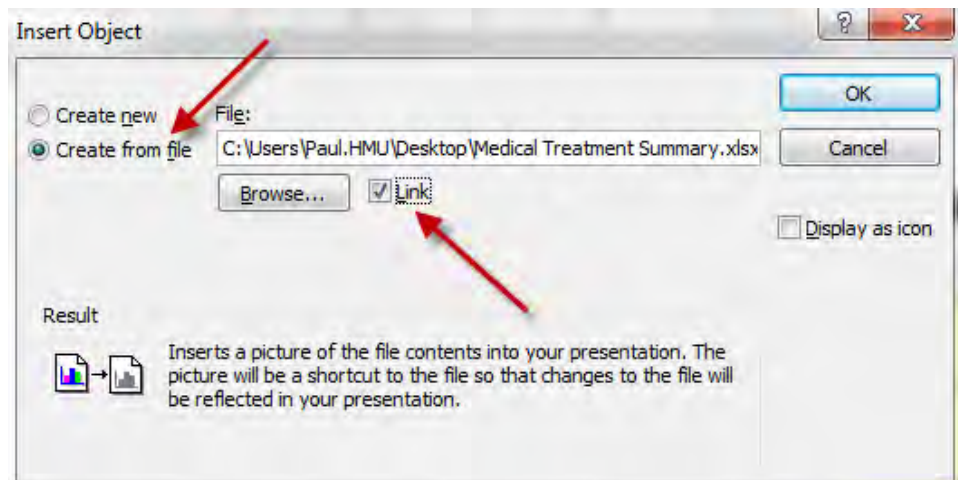 Insert Object
Create new
File:
OK
Create from file
C:\Users\Paul.HMU\Desktop\Medical Treatment Summary.xlsx
Cancel
Browse...
Link
Display as icon
Result
Inserts a picture of the file contents into your presentation. The
picture will be a shortcut to the file so that changes to the file will
be reflected in your presentation.